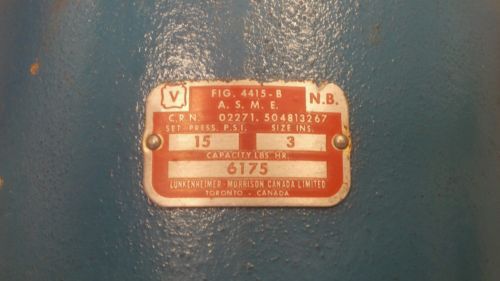 V FIG. 4415-B N.B.
A. S. M. E.
C.R.N. 02271. 504813267
SET-PRESS. P.S.I. SIZE INS.
15 3
CAPACITY LBS. HR.
6175
LUNKENHEIMER-MORRISON CANADA LIMITED
TORONTO - CANADA